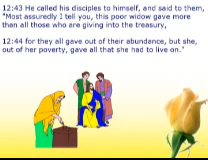 12:43 He called his disciples to himself, and said to them,
"Most assuredly I tell you, this poor widow gave more
than all those who are giving into the treasury,
12:44 for they all gave out of their abundance, but she,
out of her poverty, gave all that she had to live on."